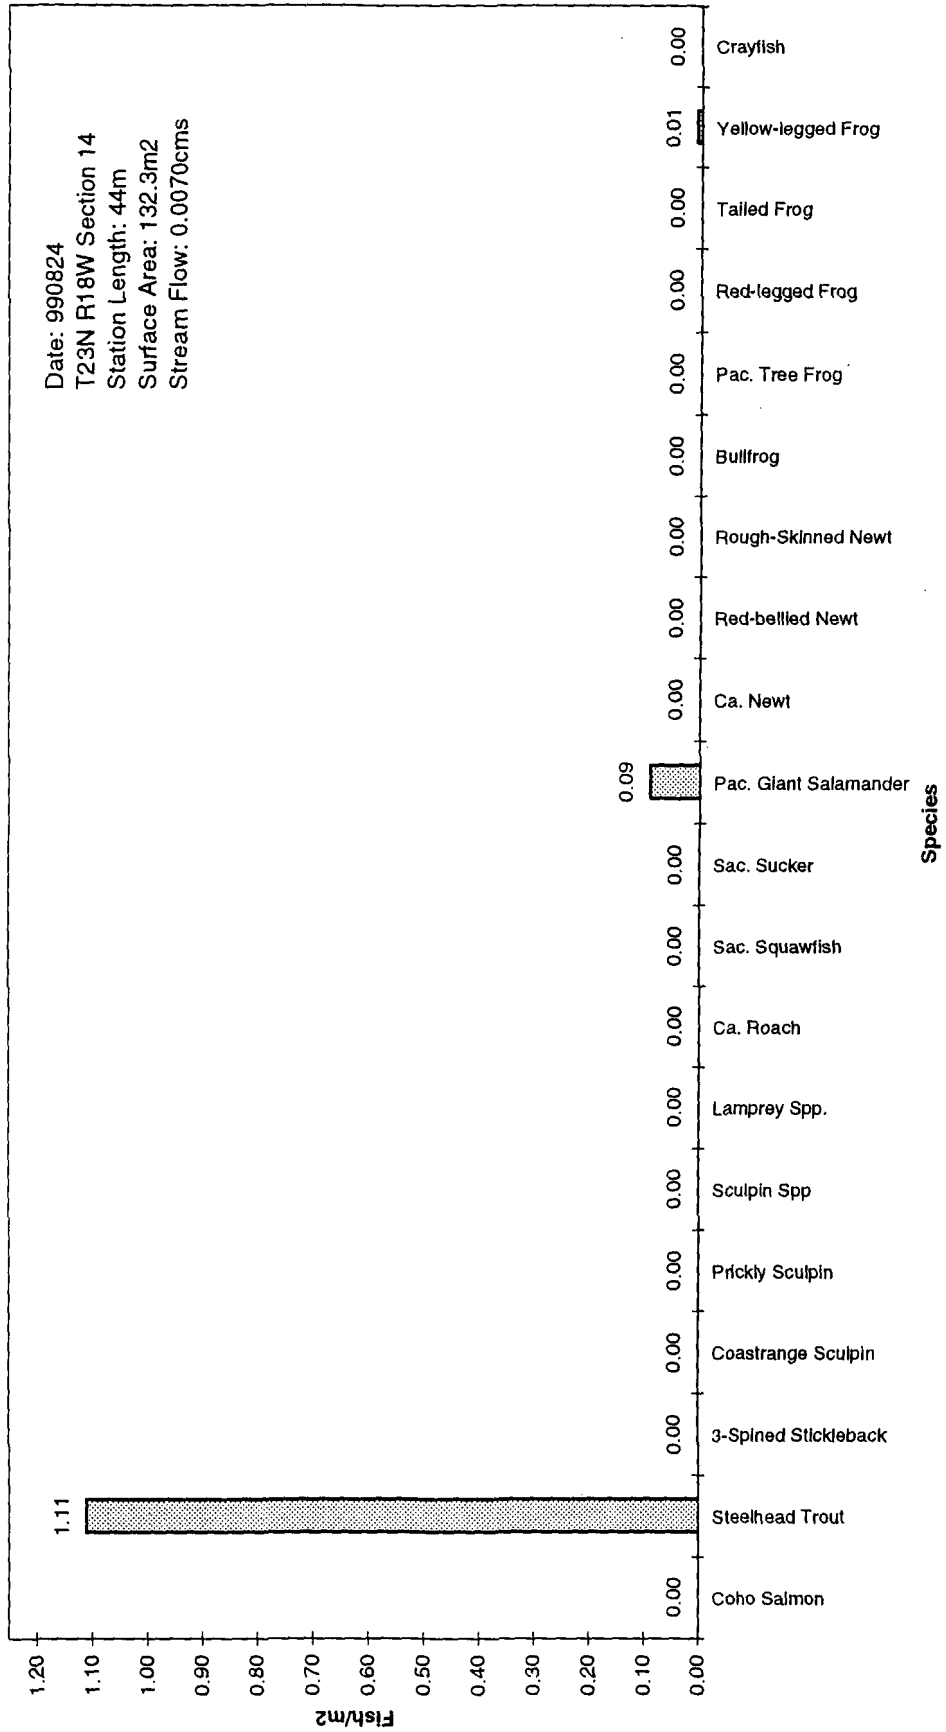 Date: 990824
T23N R18W Section 14
Station Length: 44m
Surface Area: 132.3m2
Stream Flow: 0.0070cms
Fish/m2
1.20
1.10
1.00
0.90
0.80
0.70
0.60
0.50
0.40
0.30
0.20
0.10
0.00
0.00
1.11
0.00
0.00
0.00
0.00
0.00
0.00
0.00
0.00
0.09
0.00
0.00
0.00
0.00
0.00
0.00
0.00
0.01
0.00
Coho Salmon
Steelhead Trout
3-Spined Stickleback
Coastrange Sculpin
Prickly Sculpin
Sculpin Spp
Lamprey Spp.
Ca. Roach
Sac. Squawfish
Sac. Sucker
Pac. Giant Salamander
Ca. Newt
Red-bellied Newt
Rough-Skinned Newt
Bullfrog
Pac. Tree Frog
Red-legged Frog
Tailed Frog
Yellow-legged Frog
Crayfish
Species